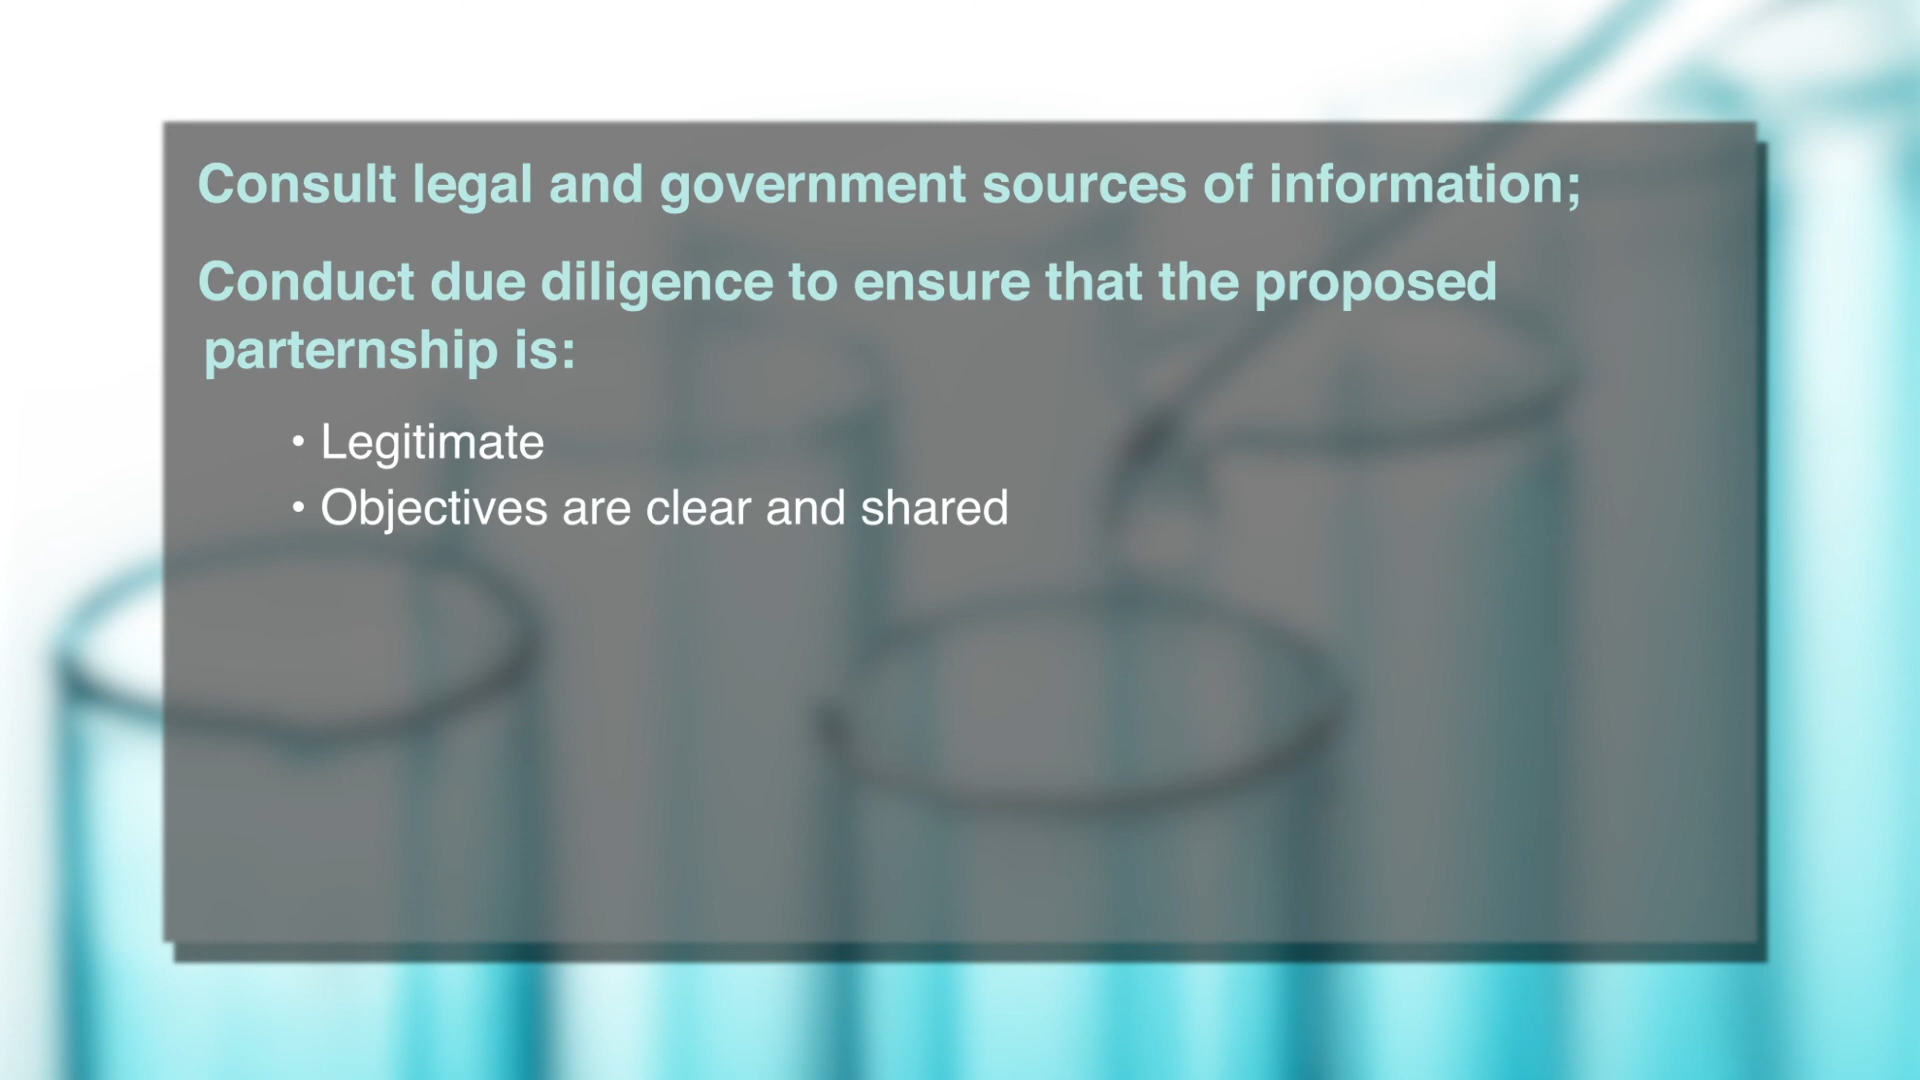 Consult legal and government sources of information;
Conduct due diligence to ensure that the proposed
parternship is:
• Legitimate
• Objectives are clear and shared